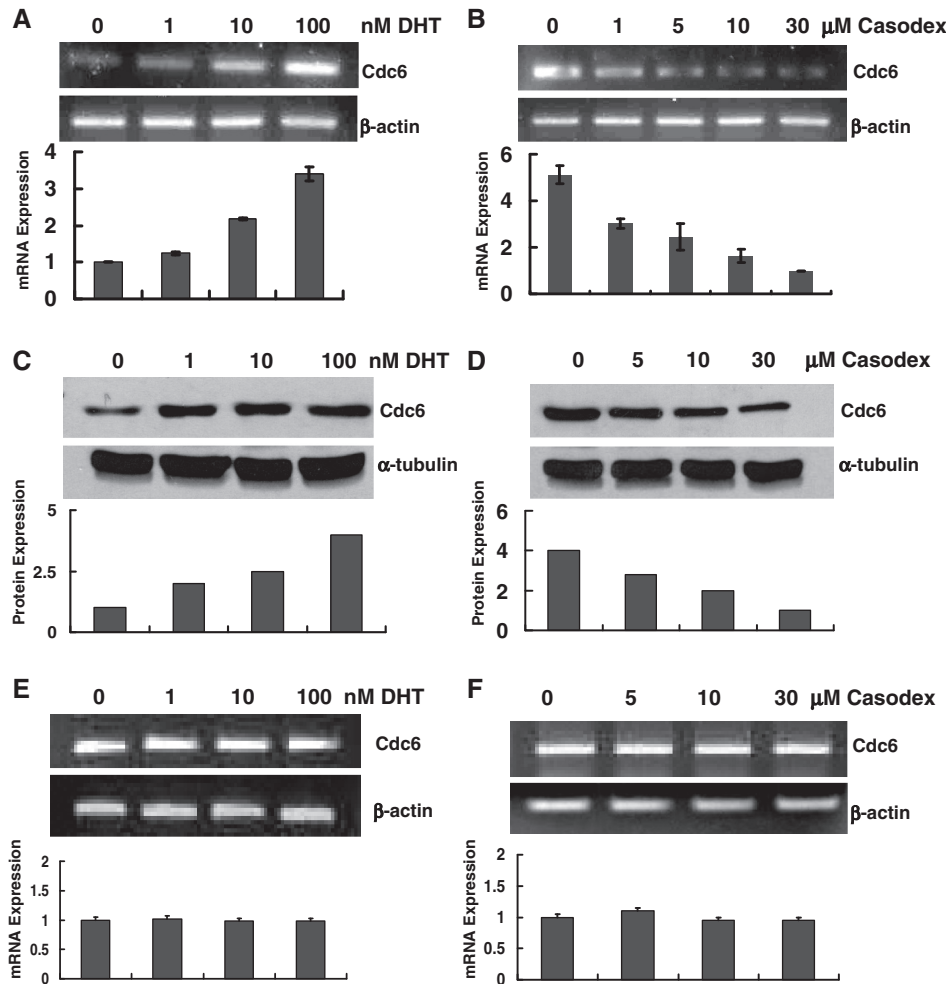 A 0 1 10 100 nM DHT
Cdc6
β-actin
mRNA Expression
4
3
2
1
0
B 0 1 5 10 30 μM Casodex
Cdc6
β-actin
mRNA Expression
6
4
2
0
C 0 1 10 100 nM DHT
Cdc6
α-tubulin
Protein Expression
5
2.5
0
D 0 5 10 30 μM Casodex
Cdc6
α-tubulin
Protein Expression
6
4
2
0
E 0 1 10 100 nM DHT
Cdc6
β-actin
mRNA Expression
2
1.5
1
0.5
0
F 0 5 10 30 μM Casodex
Cdc6
β-actin
mRNA Expression
2
1.5
1
0.5
0